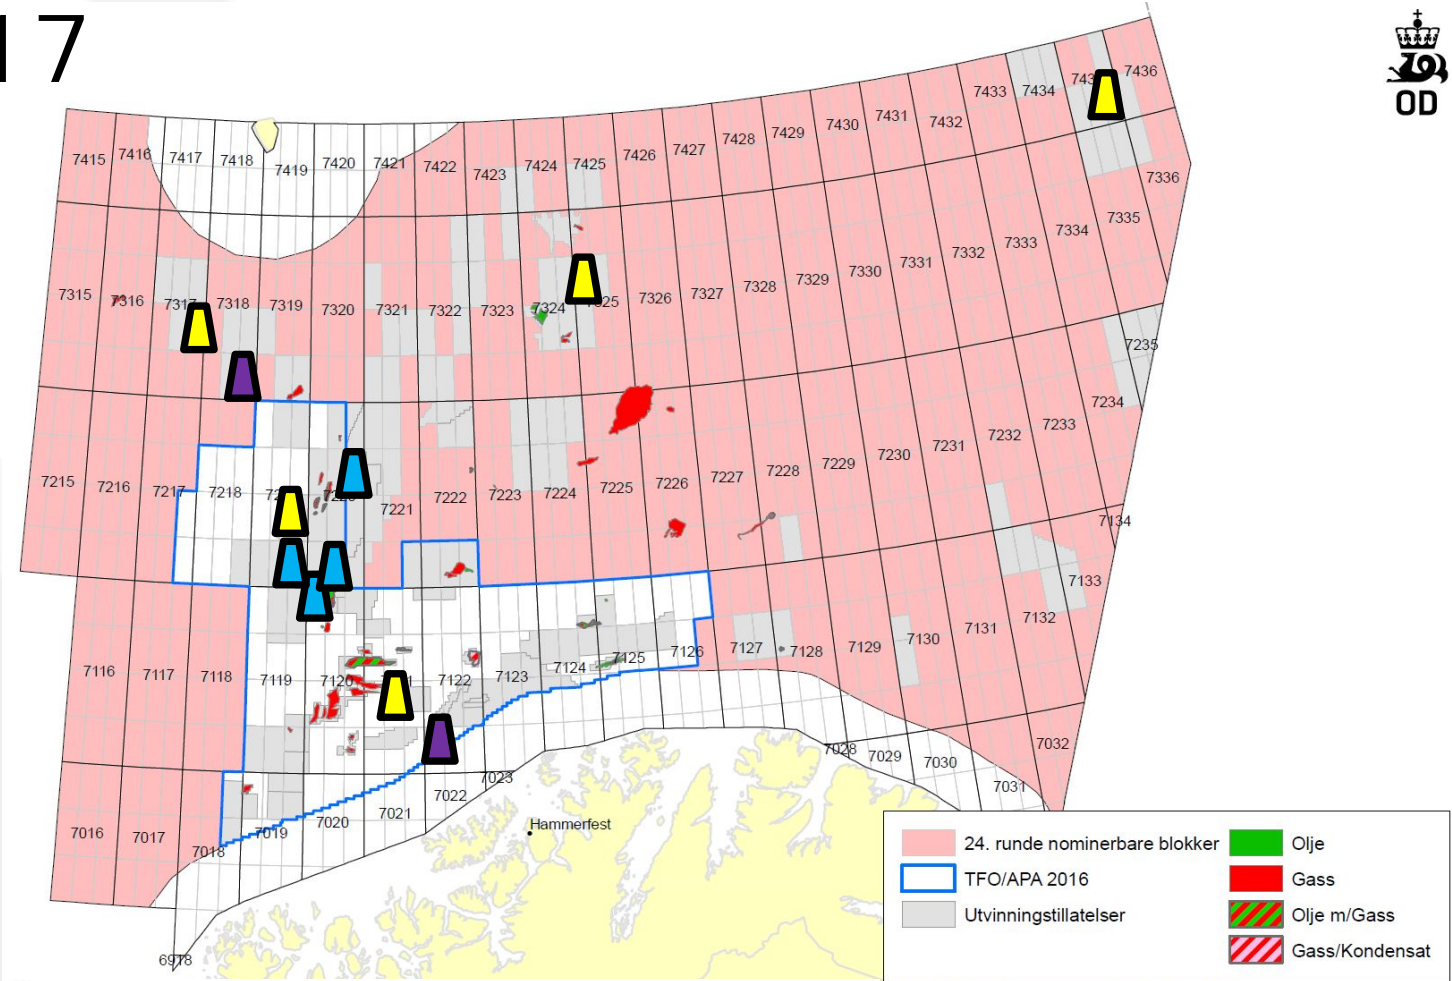 17
OD
7415 7416 7417 7418 7419 7420 7421 7422 7423 7424 7425 7426 7427 7428 7429 7430 7431 7432 7433 7434 7436
7315 7316 7317 7318 7319 7320 7321 7322 7323 7324 7325 7326 7327 7328 7329 7330 7331 7332 7333 7334 7335 7336
7215 7216 7217 7218 7220 7221 7222 7223 7224 7225 7226 7227 7228 7229 7230 7231 7232 7233 7234 7235
7116 7117 7118 7119 7120 7122 7123 7124 7125 7126 7127 7128 7129 7130 7131 7132 7133 7134
7016 7017 7018 7019 7020 7021 7022 7023 7028 7029 7030 7031 7032
6918
Hammerfest
24. runde nominerbare blokker
TFO/APA 2016
Utvinningstillatelser
Olje
Gass
Olje m/Gass
Gass/Kondensat